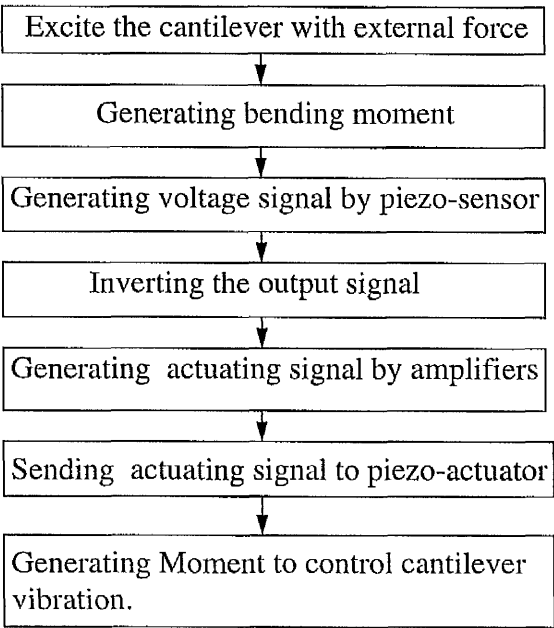 Excite the cantilever with external force
Generating bending moment
Generating voltage signal by piezo-sensor
Inverting the output signal
Generating actuating signal by amplifiers
Sending actuating signal to piezo-actuator
Generating Moment to control cantilever
vibration.